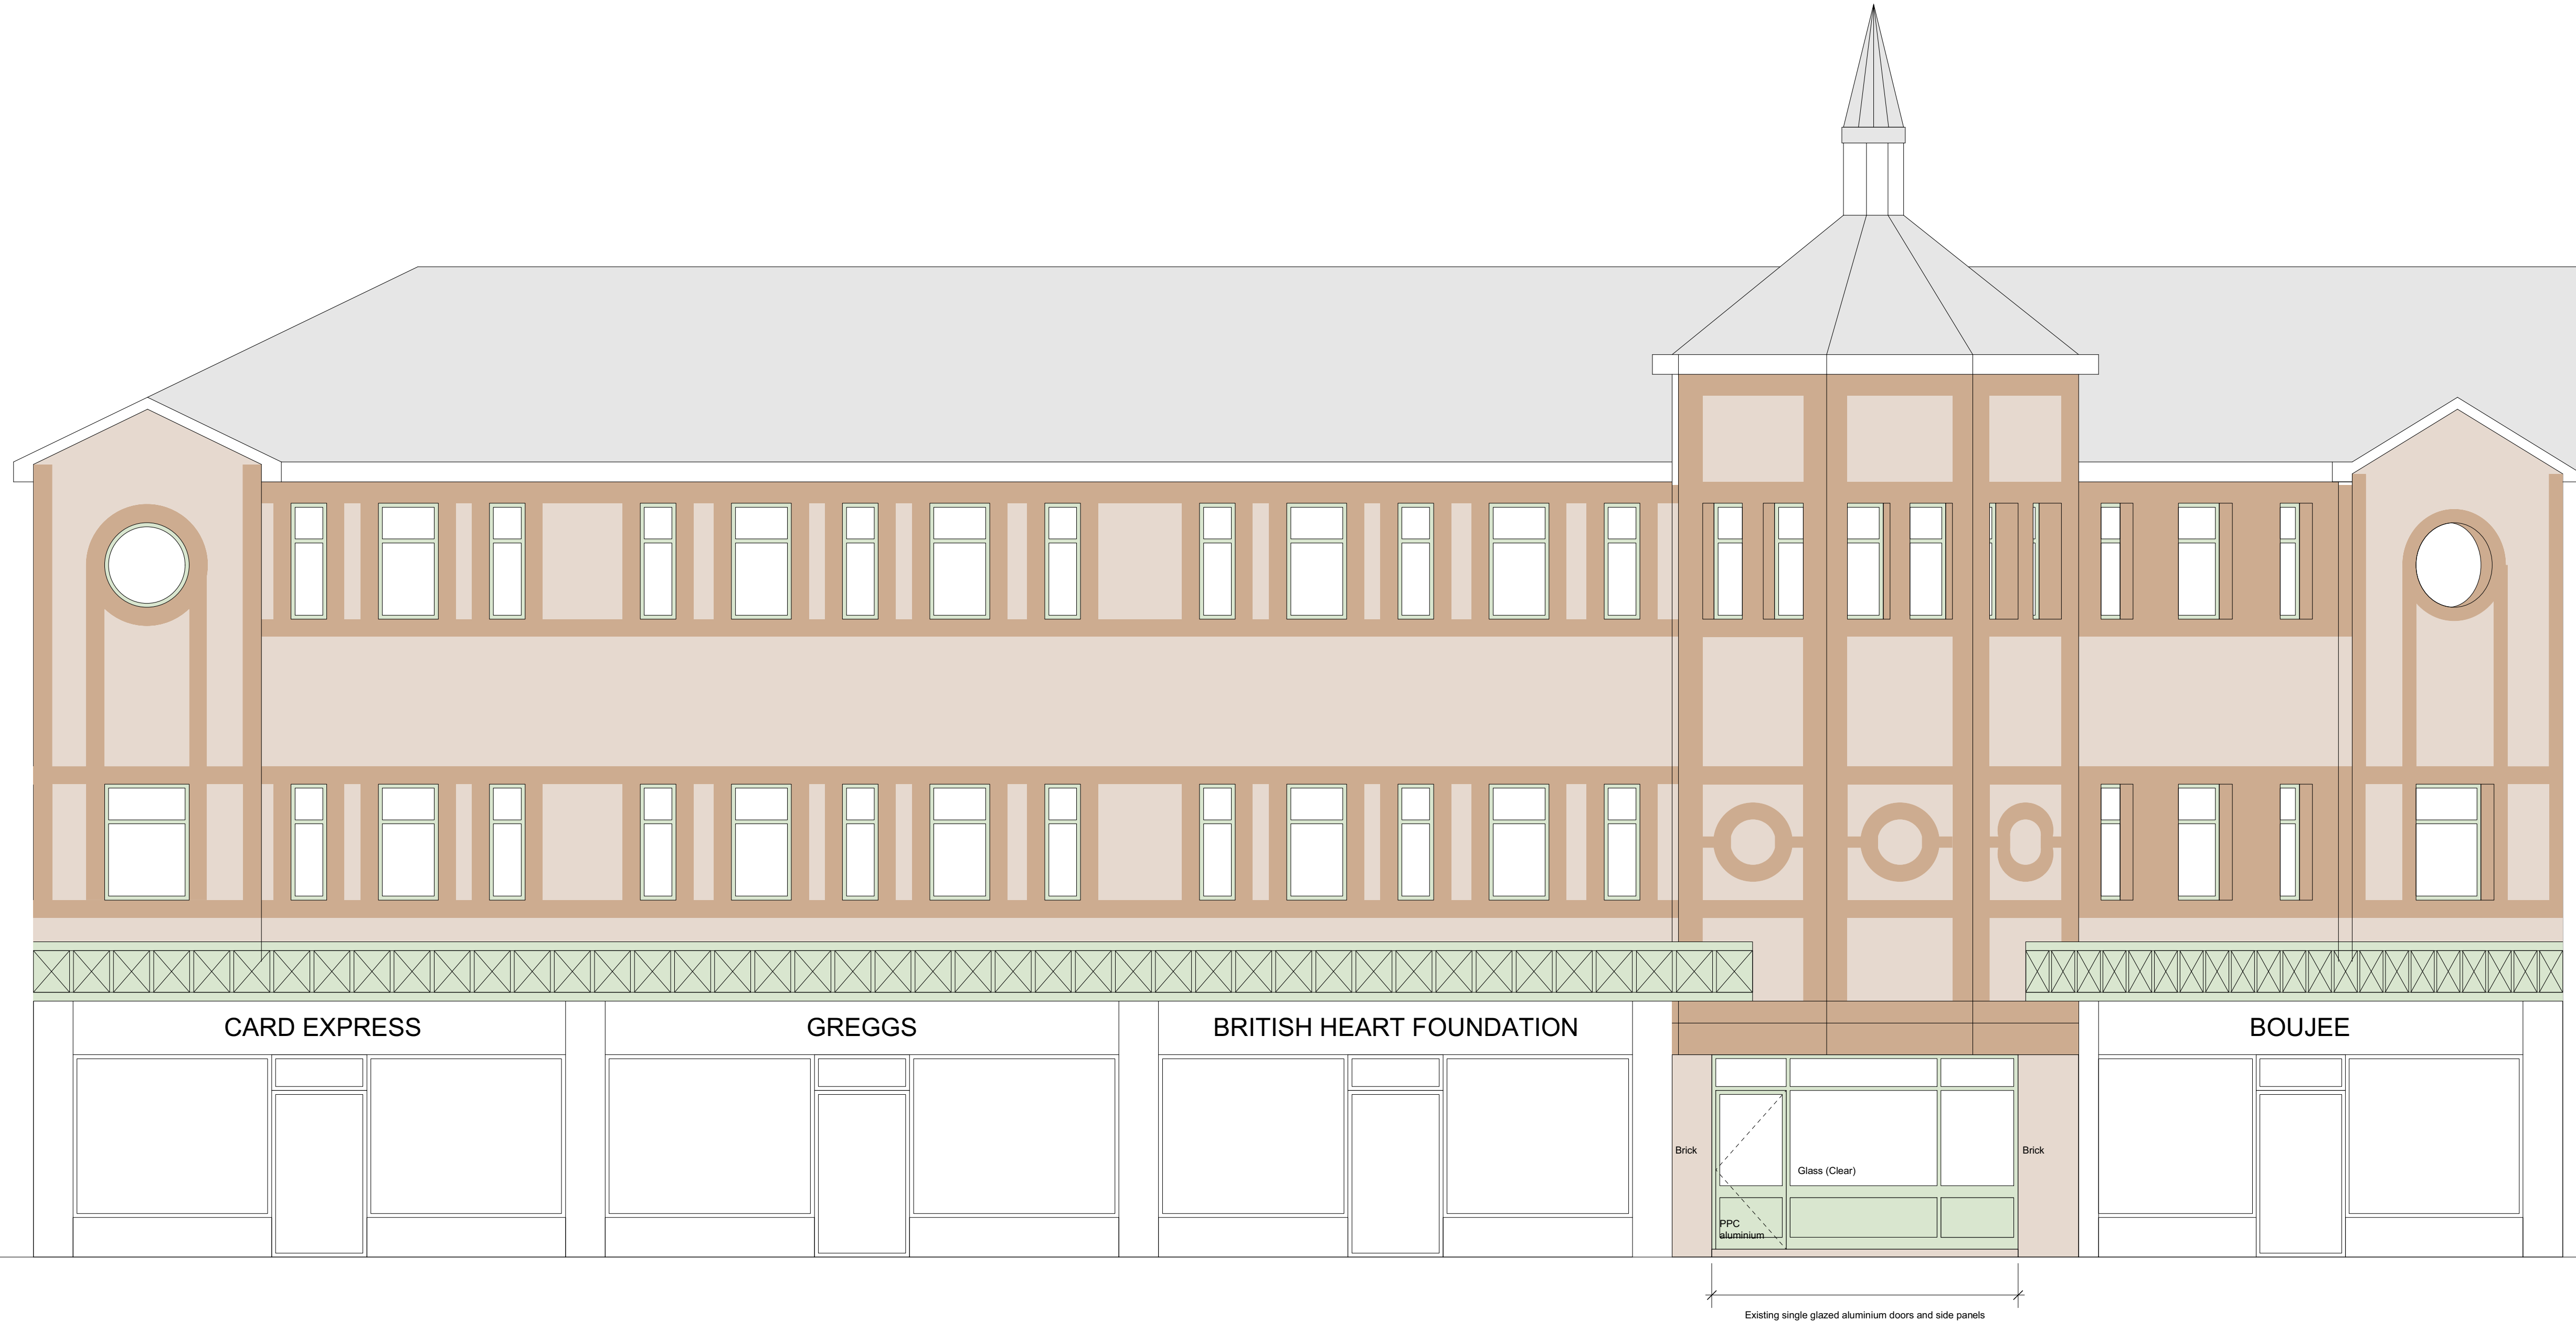 CARD EXPRESS
GREGGS
BRITISH HEART FOUNDATION
BOUJEE
Brick
Brick
Glass (Clear)
PPC
aluminium
Existing single glazed aluminium doors and side panels